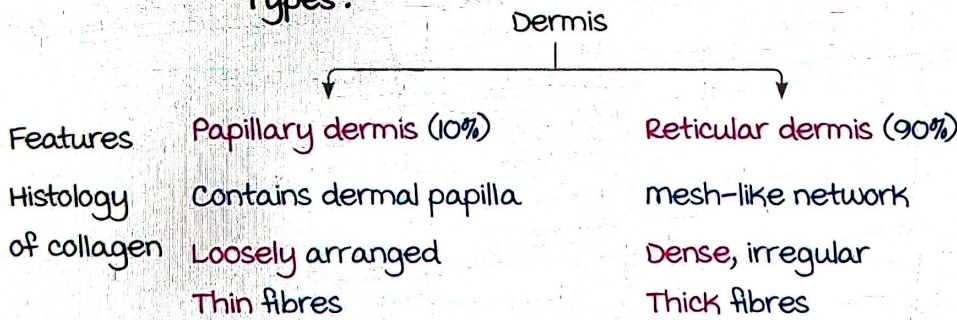 Types:
Dermis
Features Papillary dermis (10%) Reticular dermis (90%)
Histology Contains dermal papilla mesh-like network
of collagen Loosely arranged Dense, irregular
Thin fibres Thick fibres